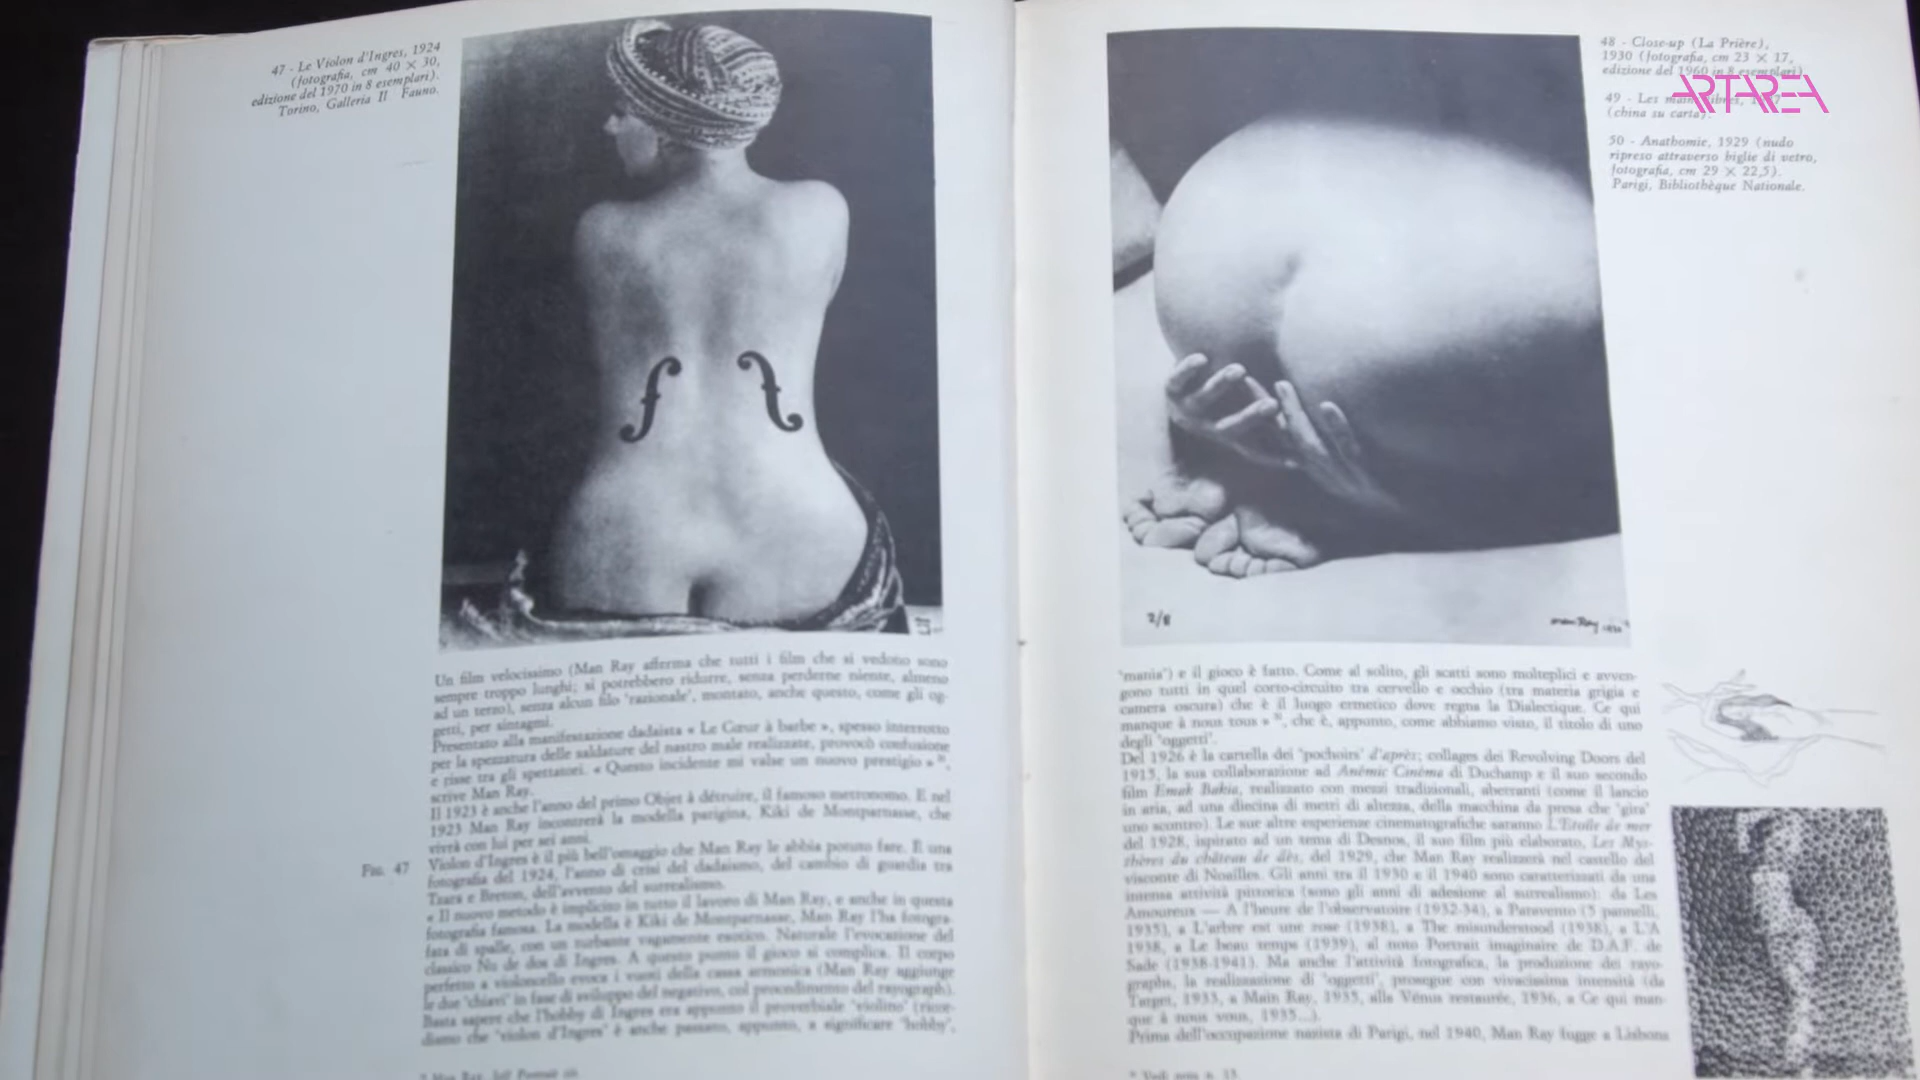 47 - Le Violon d'Ingres, 1924
(fotografia, cm 40 × 30,
edizione del 1970 in 8 esemplari).
Torino, Galleria Il Fauno.
Un film velocissimo (Man Ray afferma che tutti i film che si vedono sono
sempre troppo lunghi; si potrebbero ridurre, senza perderne niente, almeno
ad un terzo), senza alcun filo 'razionale', montato, anche questo, come gli og-
getti, per sintagmi.
Presentato alla manifestazione dadaista « Le Cœur à barbe », spesso interrotto
per la spezzatura delle saldature del nastro male realizzate, provocò confusione
e risse tra gli spettatori. « Questo incidente mi valse un nuovo prestigio »
scrive Man Ray.
Il 1923 è anche l'anno del primo Objet à détruire, il famoso metronomo. E nel
1923 Man Ray incontrerà la modella parigina, Kiki de Montparnasse, che
vivrà con lui per sei anni.
Fig. 47
Violon d'Ingres è il più bell'omaggio che Man Ray le abbia potuto fare. È una
fotografia del 1924, l'anno di crisi del dadaismo, del cambio di guardia tra
Tzara e Breton, dell'avvento del surrealismo.
« Il nuovo metodo è implicito in tutto il lavoro di Man Ray, e anche in questa
fotografia famosa. La modella è Kiki de Montparnasse, Man Ray l'ha fotogra-
fata di spalle, con un turbante vagamente esotico. Naturale l'evocazione del
classico Nu de dos di Ingres. A questo punto il gioco si complica. Il corpo
perfetto a violoncello evoca i vuoti della cassa armonica (Man Ray aggiunge
le due 'chiavi' in fase di sviluppo del negativo, col procedimento del rayograph).
Basta sapere che l'hobby di Ingres era appunto il proverbiale 'violino' (ricor-
diamo che 'violon d'Ingres' è anche passato, appunto, a significare 'hobby',
Man Ray, Self Portrait
48 - Close-up (La Prière),
1930 (fotografia, cm 23 × 17,
edizione del 1960 in 8 esemplari)
ARTAREA
49 - Les mains libres,
(china su carta).
50 - Anathomie, 1929 (nudo
ripreso attraverso biglie di vetro,
fotografia, cm 29 × 22,5).
Parigi, Bibliothèque Nationale.
2/8
Man Ray 1930
'mania') e il gioco è fatto. Come al solito, gli scatti sono molteplici e avven-
gono tutti in quel corto-circuito tra cervello e occhio (tra materia grigia e
camera oscura) che è il luogo ermetico dove regna la Dialectique. Ce qui
manque à nous tous », che è, appunto, come abbiamo visto, il titolo di uno
degli 'oggetti'.
Del 1926 è la cartella dei 'pochoirs' d'après; collages dei Revolving Doors del
1915, la sua collaborazione ad Anémic Cinéma di Duchamp e il suo secondo
film Emak Bakia, realizzato con mezzi tradizionali, aberranti (come il lancio
in aria, ad una diecina di metri di altezza, della macchina da presa che 'gira'
uno scontro). Le sue altre esperienze cinematografiche saranno L'Etoile de mer
del 1928, ispirato ad un tema di Desnos, il suo film più elaborato, Les Mys-
thères du château de dès, del 1929, che Man Ray realizzerà nel castello del
visconte di Noailles. Gli anni tra il 1930 e il 1940 sono caratterizzati da una
intensa attività pittorica (sono gli anni di adesione al surrealismo): da Les
Amoureux — A l'heure de l'observatoire (1932-34), a Paravento (5 pannelli,
1935), a L'arbre est une rose (1938), a The misunderstood (1938), a L'A
1938, a Le beau temps (1939), al noto Portrait imaginaire de D.A.F. de
Sade (1938-1941). Ma anche l'attività fotografica, la produzione dei rayo-
graphs, la realizzazione di 'oggetti', prosegue con vivacissima intensità (da
Target, 1933, a Main Ray, 1935, alla Vénus restaurée, 1936, a Ce qui man-
que à nous vous, 1935...).
Prima dell'occupazione nazista di Parigi, nel 1940, Man Ray fugge a Lisbona
Vedi nota n. 13.